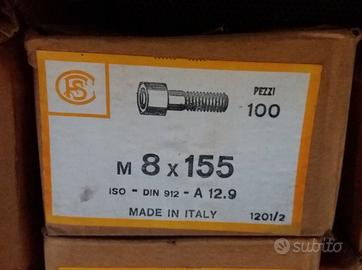 PEZZI
100
M 8 x 155
ISO - DIN 912 - A 12.9
MADE IN ITALY
1201/2
subito